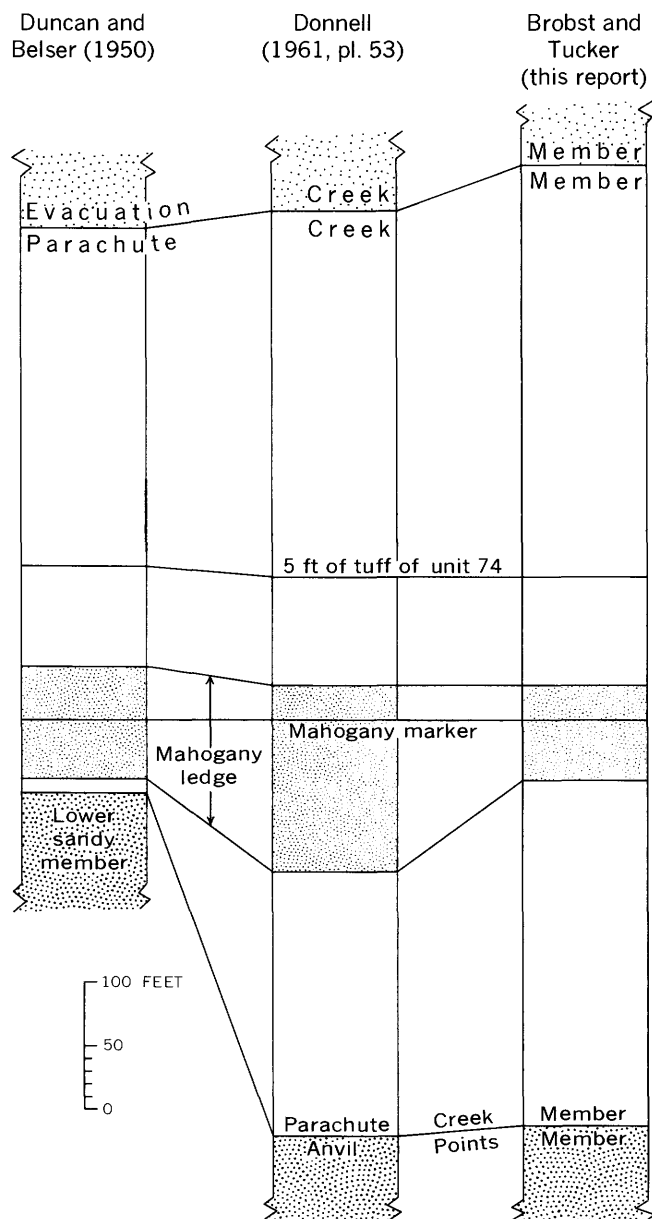 Duncan and
Belser (1950)
Donnell
(1961, pl. 53)
Brobst and
Tucker
(this report)
Evacuation Creek Member
Parachute Creek Member
5 ft of tuff of unit 74
Mahogany marker
Mahogany
ledge
Lower
sandy
member
100 FEET
50
0
Parachute Creek Member
Anvil Points Member